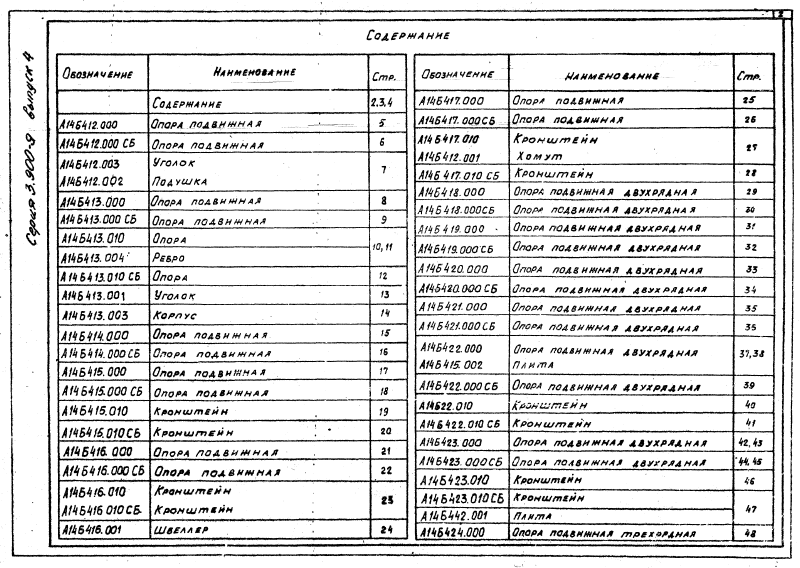 2
Содержание
Серия 3.900-9 выпуск 4
Обозначение Наименование Стр.
Содержание 2,3,4
А14Б412.000 Опора подвижная 5
А14Б412.000 СБ Опора подвижная 6
А14Б412.003 Уголок 7
А14Б412.002 Подушка
А14Б413.000 Опора подвижная 8
А14Б413.000 СБ Опора подвижная 9
А14Б413.010 Опора 10,11
А14Б413.004 Ребро
А14Б413.010 СБ Опора 12
А14Б413.001 Уголок 13
А14Б413.003 Корпус 14
А14Б414.000 Опора подвижная 15
А14Б414.000 СБ Опора подвижная 16
А14Б415.000 Опора подвижная 17
А14Б415.000 СБ Опора подвижная 18
А14Б415.010 Кронштейн 19
А14Б415.010 СБ Кронштейн 20
А14Б416.000 Опора подвижная 21
А14Б416.000 СБ Опора подвижная 22
А14Б416.010 Кронштейн 23
А14Б416 010 СБ Кронштейн
А14Б416.001 Швеллер 24
Обозначение Наименование Стр.
А14Б417.000 Опора подвижная 25
А14Б417.000 СБ Опора подвижная 26
А14Б417.010 Кронштейн 27
А14Б412.001 Хомут
А14Б417.010 СБ Кронштейн 28
А14Б418.000 Опора подвижная двухрядная 29
А14Б418.000 СБ Опора подвижная двухрядная 30
А14Б419.000 Опора подвижная двухрядная 31
А14Б419.000 СБ Опора подвижная двухрядная 32
А14Б420.000 Опора подвижная двухрядная 33
А14Б420.000 СБ Опора подвижная двухрядная 34
А14Б421.000 Опора подвижная двухрядная 35
А14Б421.000 СБ Опора подвижная двухрядная 36
А14Б422.000 Опора подвижная двухрядная 37,38
А14Б415.002 Плита
А14Б422.000 СБ Опора подвижная двухрядная 39
А14Б22.010 Кронштейн 40
А14Б422.010 СБ Кронштейн 41
А14Б423.000 Опора подвижная двухрядная 42,43
А14Б423.000 СБ Опора подвижная двухрядная 44,45
А14Б423.010 Кронштейн 46
А14Б423.010 СБ Кронштейн 47
А14Б442.001 Плита
А14Б424.000 Опора подвижная трехрядная 48